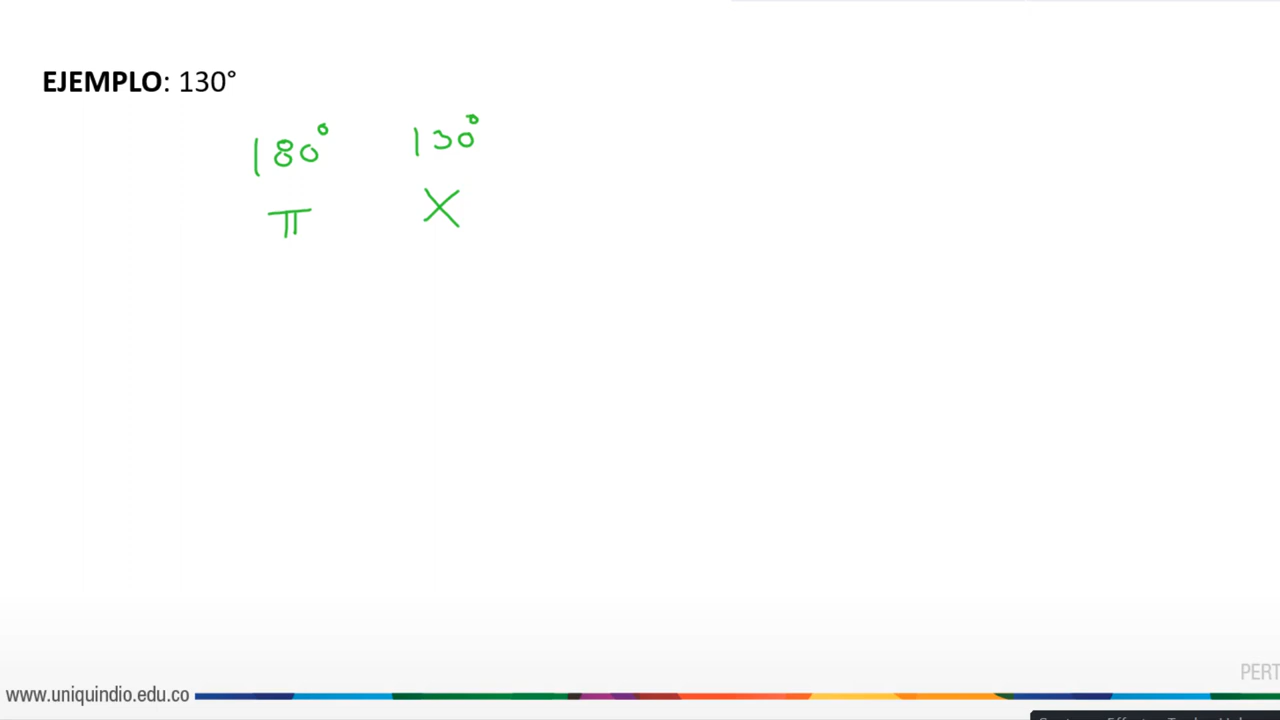 EJEMPLO: 130°
180° 130°
π X
PERT
www.uniquindio.edu.co